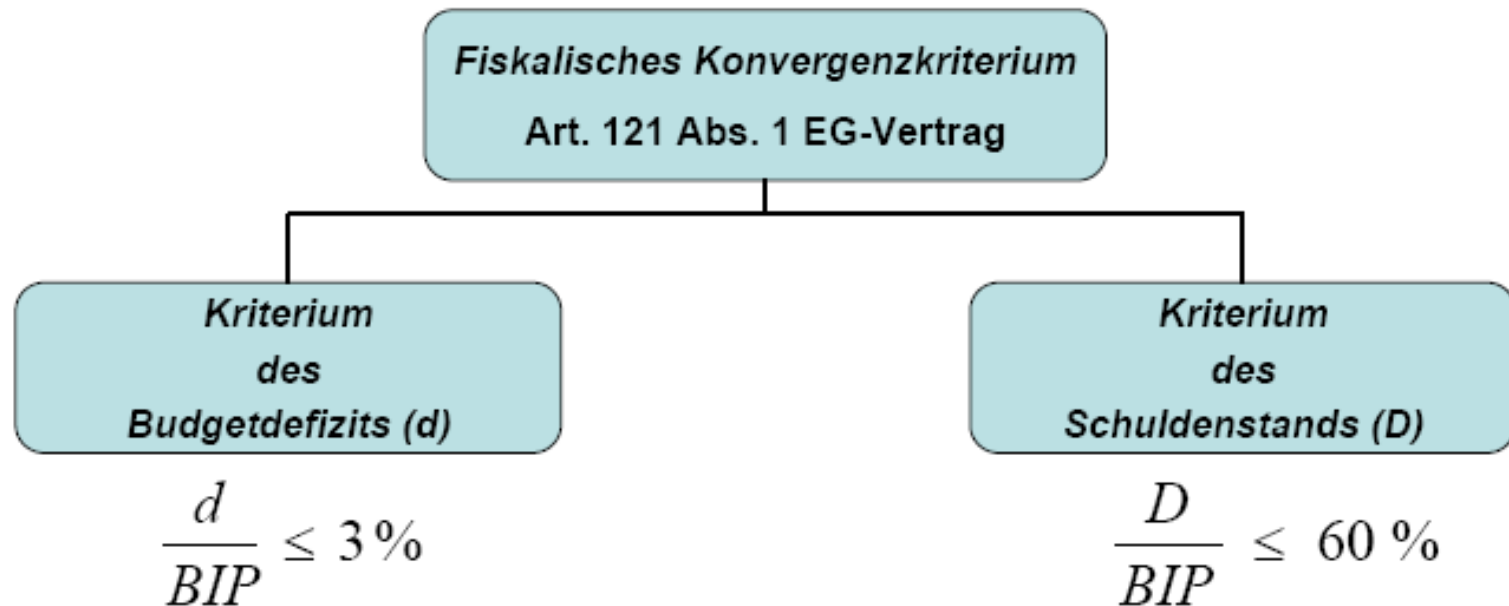 Fiskalisches Konvergenzkriterium
Art. 121 Abs. 1 EG-Vertrag
Kriterium
des
Budgetdefizits (d)
d/BIP ≤ 3 %
Kriterium
des
Schuldenstands (D)
D/BIP ≤ 60 %